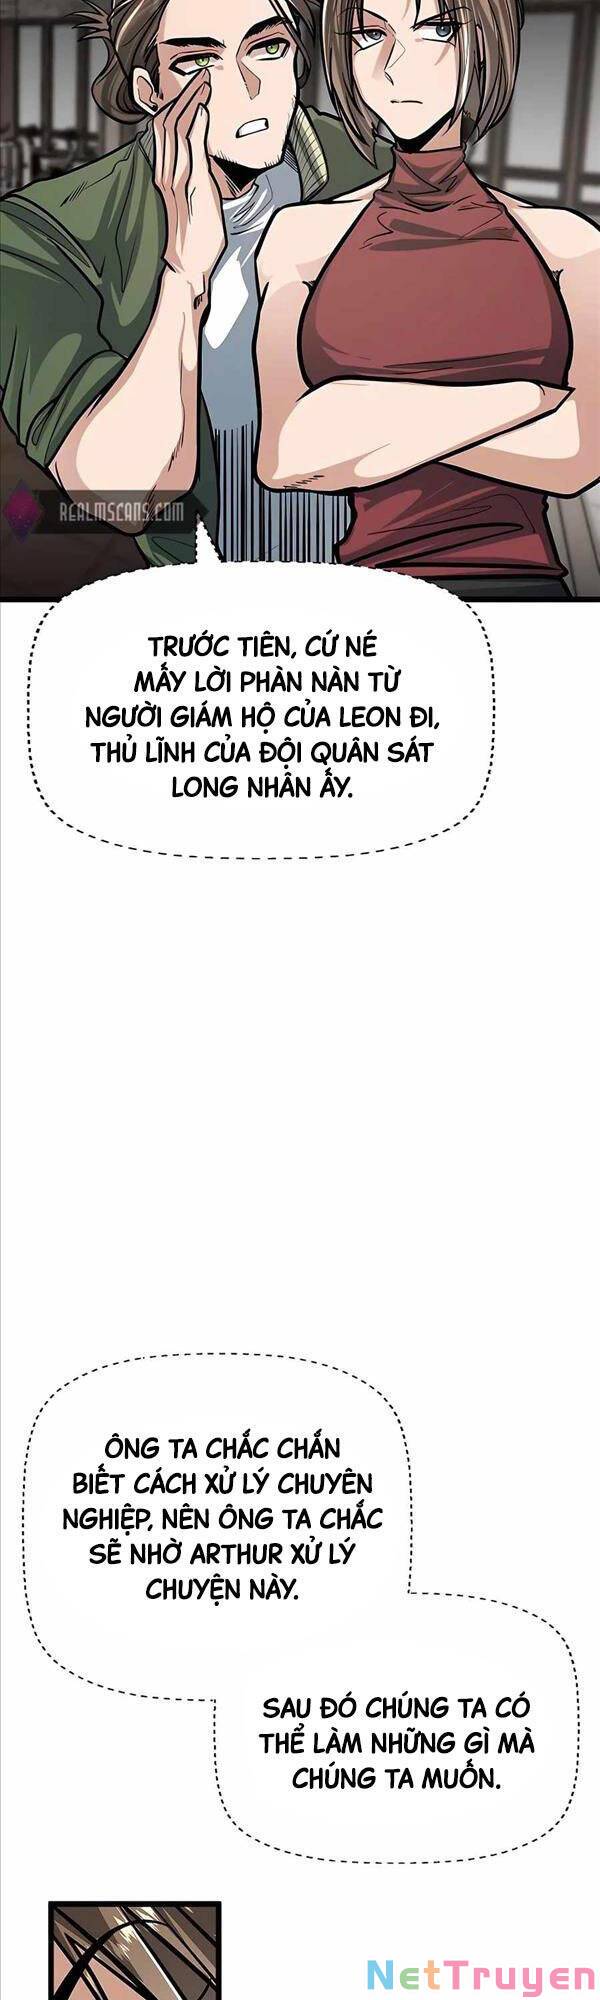 REALMSCANS.COM
TRƯỚC TIÊN, CỨ NÉ
MẤY LỜI PHÀN NÀN TỪ
NGƯỜI GIÁM HỘ CỦA LEON ĐI,
THỦ LĨNH CỦA ĐỘI QUÂN SÁT
LONG NHÂN ẤY.
ÔNG TA CHẮC CHẮN
BIẾT CÁCH XỬ LÝ CHUYÊN
NGHIỆP, NÊN ÔNG TA CHẮC
SẼ NHỜ ARTHUR XỬ LÝ
CHUYỆN NÀY.
SAU ĐÓ CHÚNG TA CÓ
THỂ LÀM NHỮNG GÌ MÀ
CHÚNG TA MUỐN.
NetTruyen